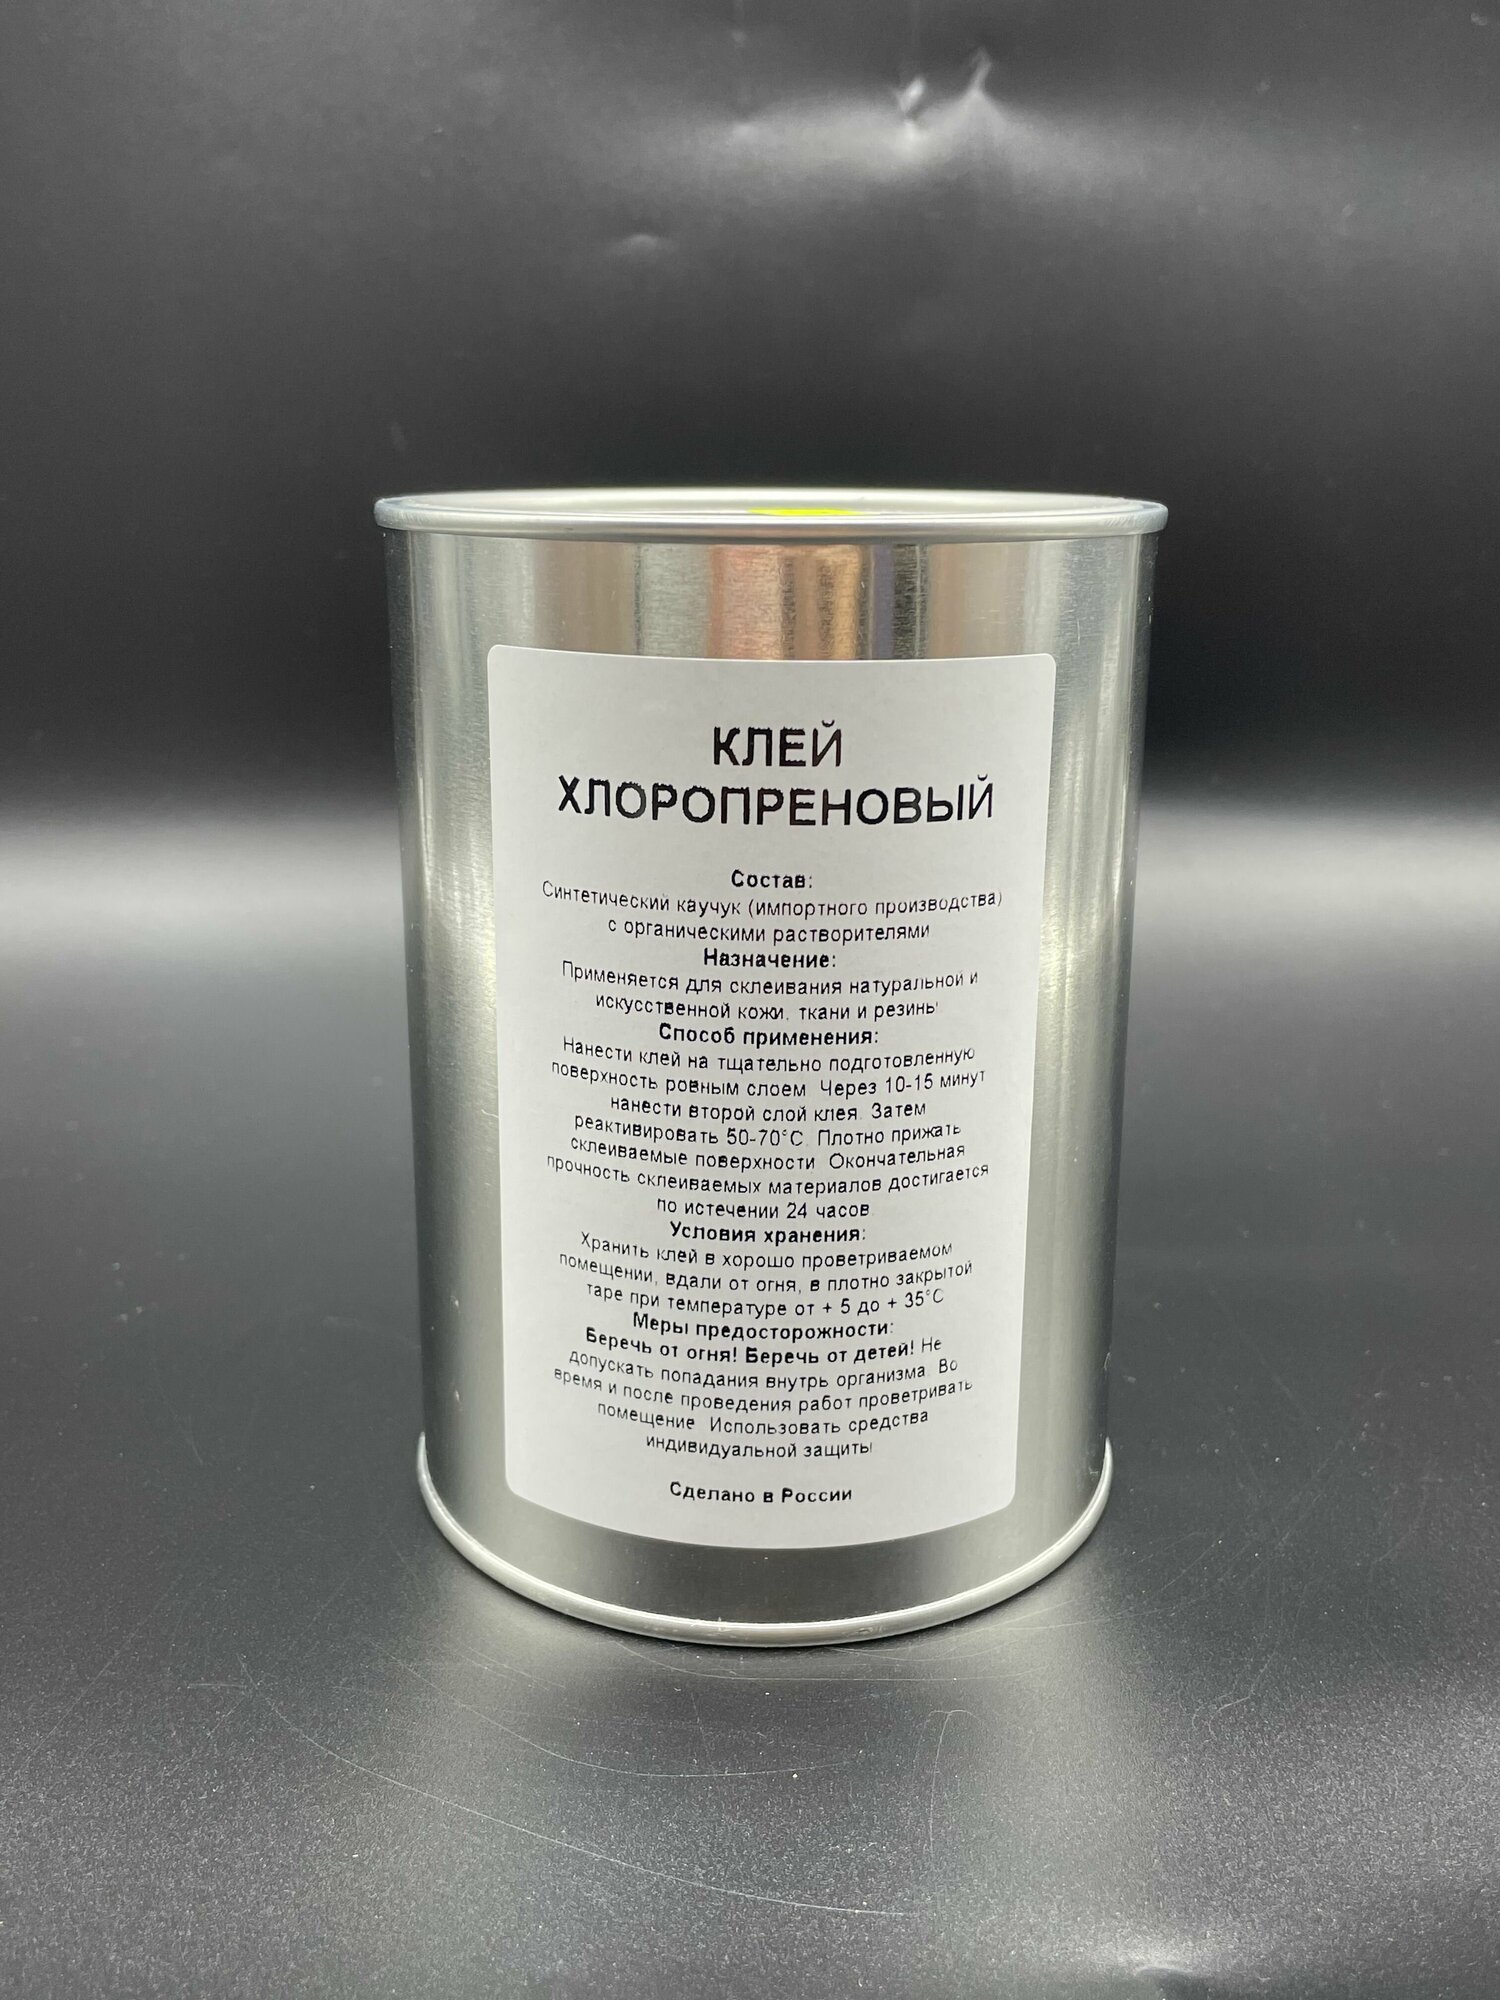 КЛЕЙ
ХЛОРОПРЕНОВЫЙ
Состав:
Синтетический каучук (импортного производства)
с органическими растворителями
Назначение:
Применяется для склеивания натуральной и
искусственной кожи, ткани и резины
Способ применения:
Нанести клей на тщательно подготовленную
поверхность ровным слоем Через 10-15 минут
нанести второй слой клея. Затем
реактивировать 50-70°С. Плотно прижать
склеиваемые поверхности Окончательная
прочность склеиваемых материалов достигается
по истечении 24 часов
Условия хранения:
Хранить клей в хорошо проветриваемом
помещении, вдали от огня, в плотно закрытой
таре при температуре от + 5 до + 35°С
Меры предосторожности:
Беречь от огня! Беречь от детей! Не
допускать попадания внутрь организма. Во
время и после проведения работ проветривать
помещение Использовать средства
индивидуальной защиты
Сделано в России